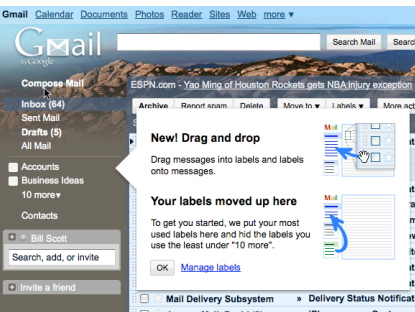 Gmail Calendar Documents Photos Reader Sites Web more ▼
Gmail
by Google
Search Mail Searc
Compose Mail
ESPN.com - Yao Ming of Houston Rockets gets NBA injury exception
Inbox (64)
Archive Report spam Delete Move to ▼ Labels ▼ More act
Sent Mail
Drafts (5)
All Mail
New! Drag and drop
Mail
Drag messages into labels and labels
onto messages.
Accounts
Business Ideas
10 more ▼
Your labels moved up here
Mail
Contacts
To get you started, we put your most
used labels here and hid the labels you
use the least under "10 more".
Bill Scott
Search, add, or invite
OK Manage labels
Invite a friend
Mail Delivery Subsystem » Delivery Status Notificat